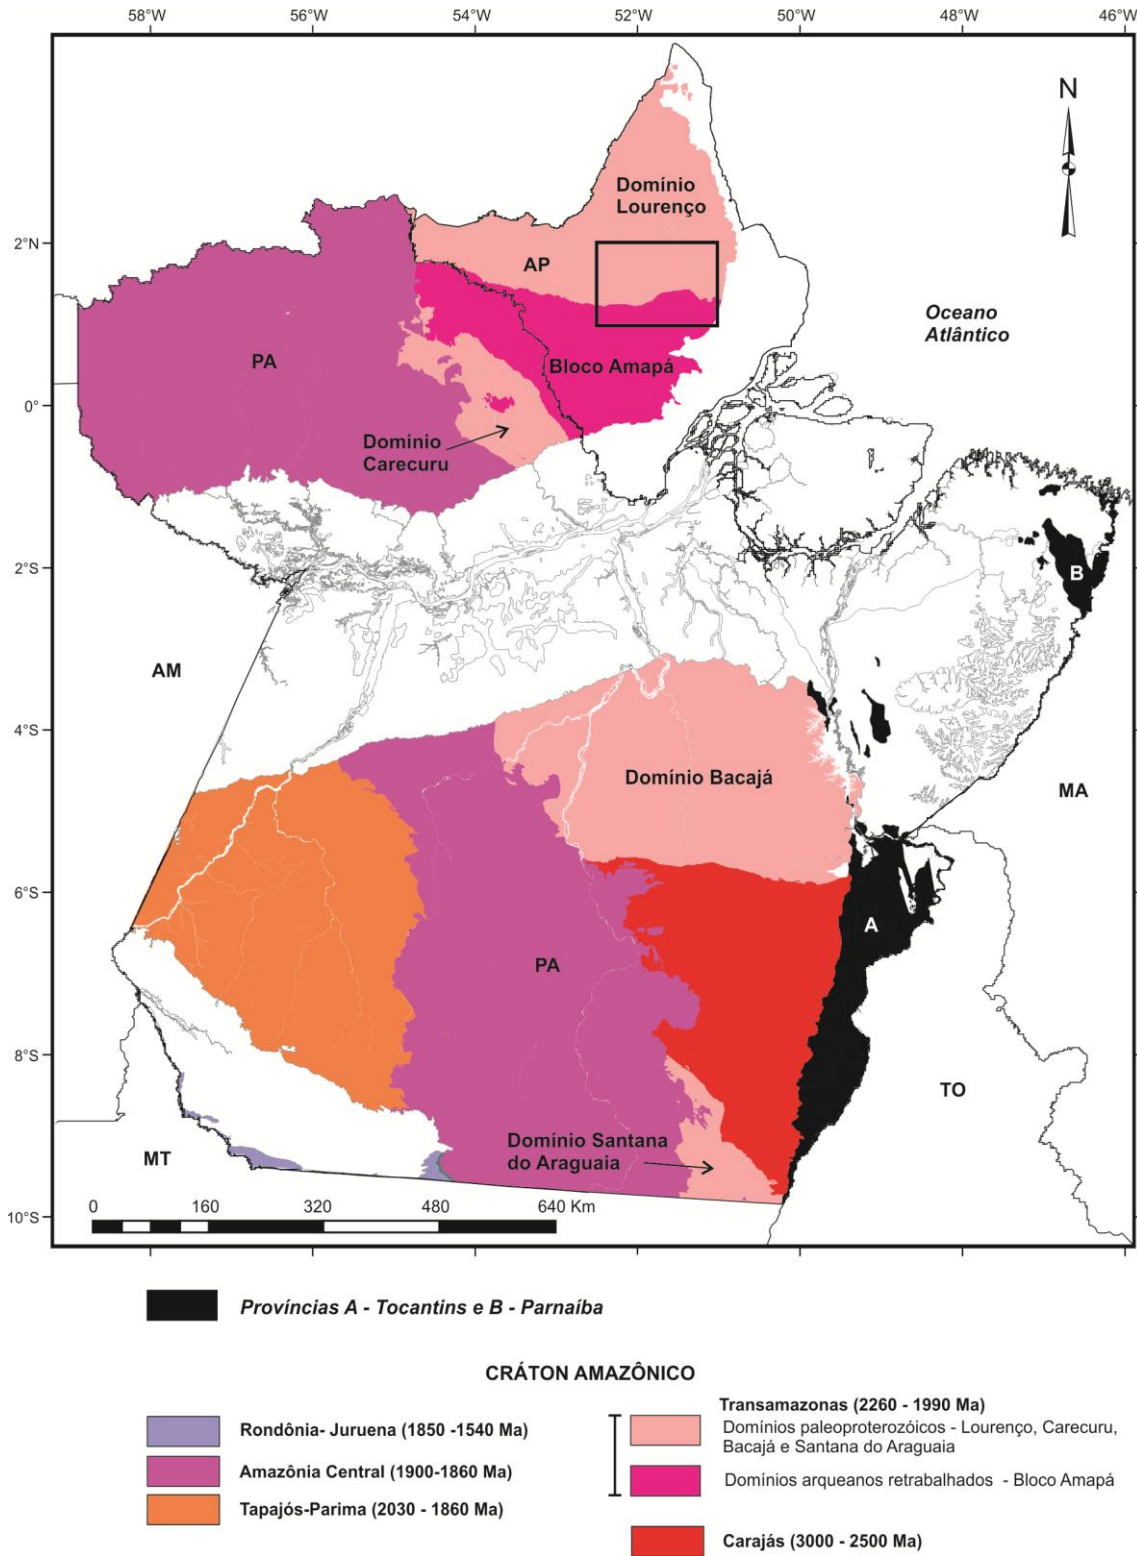 58°W 56°W 54°W 52°W 50°W 48°W 46°W
N
Domínio
Lourenço
2°N
AP
Oceano
Atlântico
PA
Bloco Amapá
0°
Domínio
Carecuru
2°S
B
AM
4°S
Domínio Bacajá
MA
6°S
A
PA
8°S
TO
Domínio Santana
do Araguaia
MT
0 160 320 480 640 Km
10°S
Províncias A - Tocantins e B - Parnaíba
CRÁTON AMAZÔNICO
Rondônia- Juruena (1850 -1540 Ma)
Amazônia Central (1900-1860 Ma)
Tapajós-Parima (2030 - 1860 Ma)
Transamazonas (2260 - 1990 Ma)
Domínios paleoproterozóicos - Lourenço, Carecuru,
Bacajá e Santana do Araguaia
Domínios arqueanos retrabalhados - Bloco Amapá
Carajás (3000 - 2500 Ma)